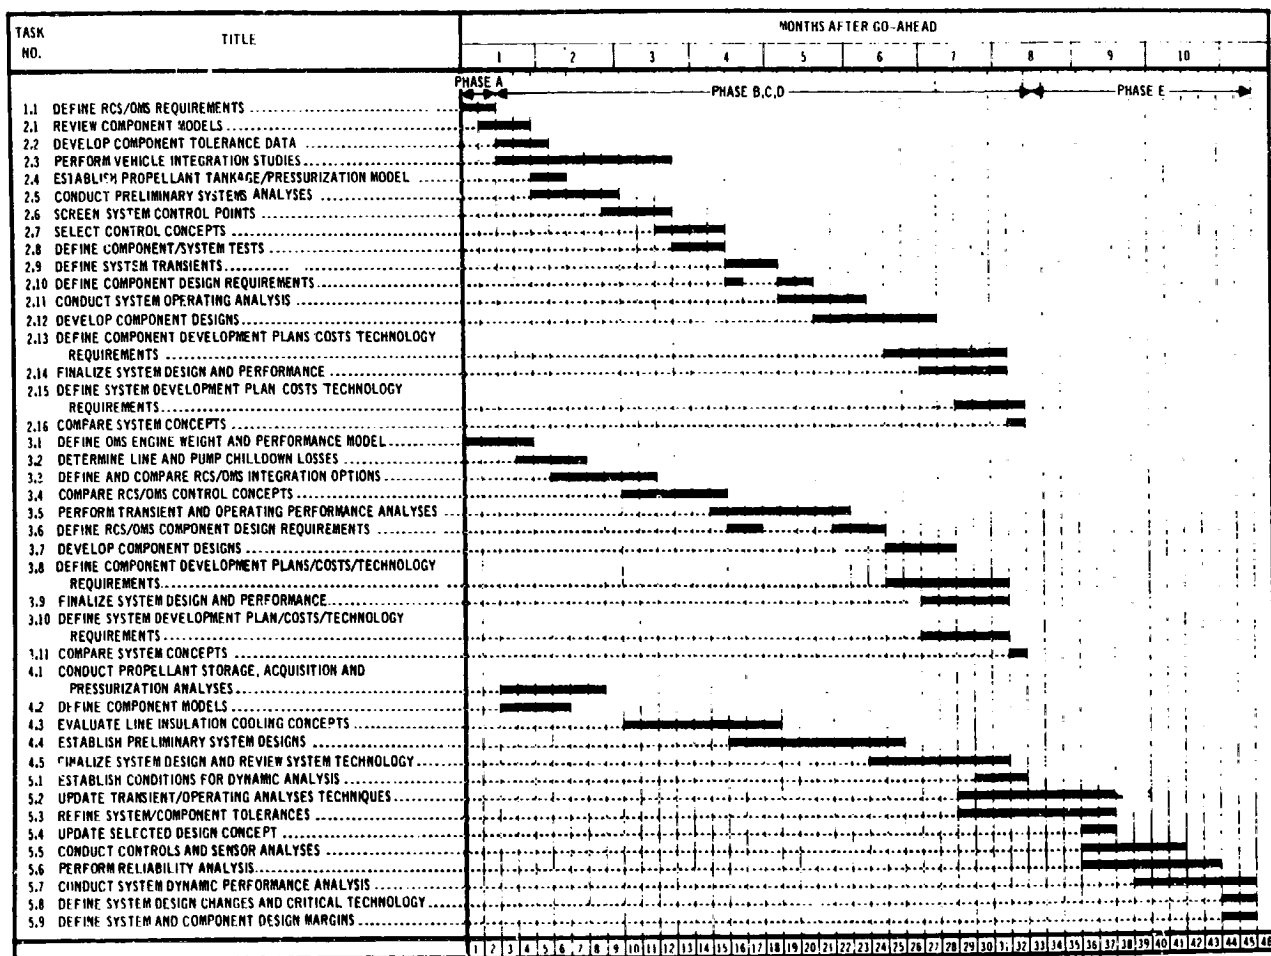 MONTHS AFTER GO-AHEAD
TASK NO. TITLE
1 2 3 4 5 6 7 8 9 10
PHASE A PHASE B,C,D PHASE E
1.1 DEFINE RCS/OMS REQUIREMENTS
2.1 REVIEW COMPONENT MODELS
2.2 DEVELOP COMPONENT TOLERANCE DATA
2.3 PERFORM VEHICLE INTEGRATION STUDIES
2.4 ESTABLISH PROPELLANT TANKAGE/PRESSURIZATION MODEL
2.5 CONDUCT PRELIMINARY SYSTEMS ANALYSES
2.6 SCREEN SYSTEM CONTROL POINTS
2.7 SELECT CONTROL CONCEPTS
2.8 DEFINE COMPONENT/SYSTEM TESTS
2.9 DEFINE SYSTEM TRANSIENTS
2.10 DEFINE COMPONENT DESIGN REQUIREMENTS
2.11 CONDUCT SYSTEM OPERATING ANALYSIS
2.12 DEVELOP COMPONENT DESIGNS
2.13 DEFINE COMPONENT DEVELOPMENT PLANS COSTS TECHNOLOGY
REQUIREMENTS
2.14 FINALIZE SYSTEM DESIGN AND PERFORMANCE
2.15 DEFINE SYSTEM DEVELOPMENT PLAN COSTS TECHNOLOGY
REQUIREMENTS
2.16 COMPARE SYSTEM CONCEPTS
3.1 DEFINE OMS ENGINE WEIGHT AND PERFORMANCE MODEL
3.2 DETERMINE LINE AND PUMP CHILLDOWN LOSSES
3.3 DEFINE AND COMPARE RCS/OMS INTEGRATION OPTIONS
3.4 COMPARE RCS/OMS CONTROL CONCEPTS
3.5 PERFORM TRANSIENT AND OPERATING PERFORMANCE ANALYSES
3.6 DEFINE RCS/OMS COMPONENT DESIGN REQUIREMENTS
3.7 DEVELOP COMPONENT DESIGNS
3.8 DEFINE COMPONENT DEVELOPMENT PLANS/COSTS/TECHNOLOGY
REQUIREMENTS
3.9 FINALIZE SYSTEM DESIGN AND PERFORMANCE
3.10 DEFINE SYSTEM DEVELOPMENT PLAN/COSTS/TECHNOLOGY
REQUIREMENTS
3.11 COMPARE SYSTEM CONCEPTS
4.1 CONDUCT PROPELLANT STORAGE, ACQUISITION AND
PRESSURIZATION ANALYSES
4.2 DEFINE COMPONENT MODELS
4.3 EVALUATE LINE INSULATION COOLING CONCEPTS
4.4 ESTABLISH PRELIMINARY SYSTEM DESIGNS
4.5 FINALIZE SYSTEM DESIGN AND REVIEW SYSTEM TECHNOLOGY
5.1 ESTABLISH CONDITIONS FOR DYNAMIC ANALYSIS
5.2 UPDATE TRANSIENT/OPERATING ANALYSES TECHNIQUES
5.3 REFINE SYSTEM/COMPONENT TOLERANCES
5.4 UPDATE SELECTED DESIGN CONCEPT
5.5 CONDUCT CONTROLS AND SENSOR ANALYSES
5.6 PERFORM RELIABILITY ANALYSIS
5.7 CONDUCT SYSTEM DYNAMIC PERFORMANCE ANALYSIS
5.8 DEFINE SYSTEM DESIGN CHANGES AND CRITICAL TECHNOLOGY
5.9 DEFINE SYSTEM AND COMPONENT DESIGN MARGINS
1 2 3 4 5 6 7 8 9 10 11 12 13 14 15 16 17 18 19 20 21 22 23 24 25 26 27 28 29 30 31 32 33 34 35 36 37 38 39 40 41 42 43 44 45 46